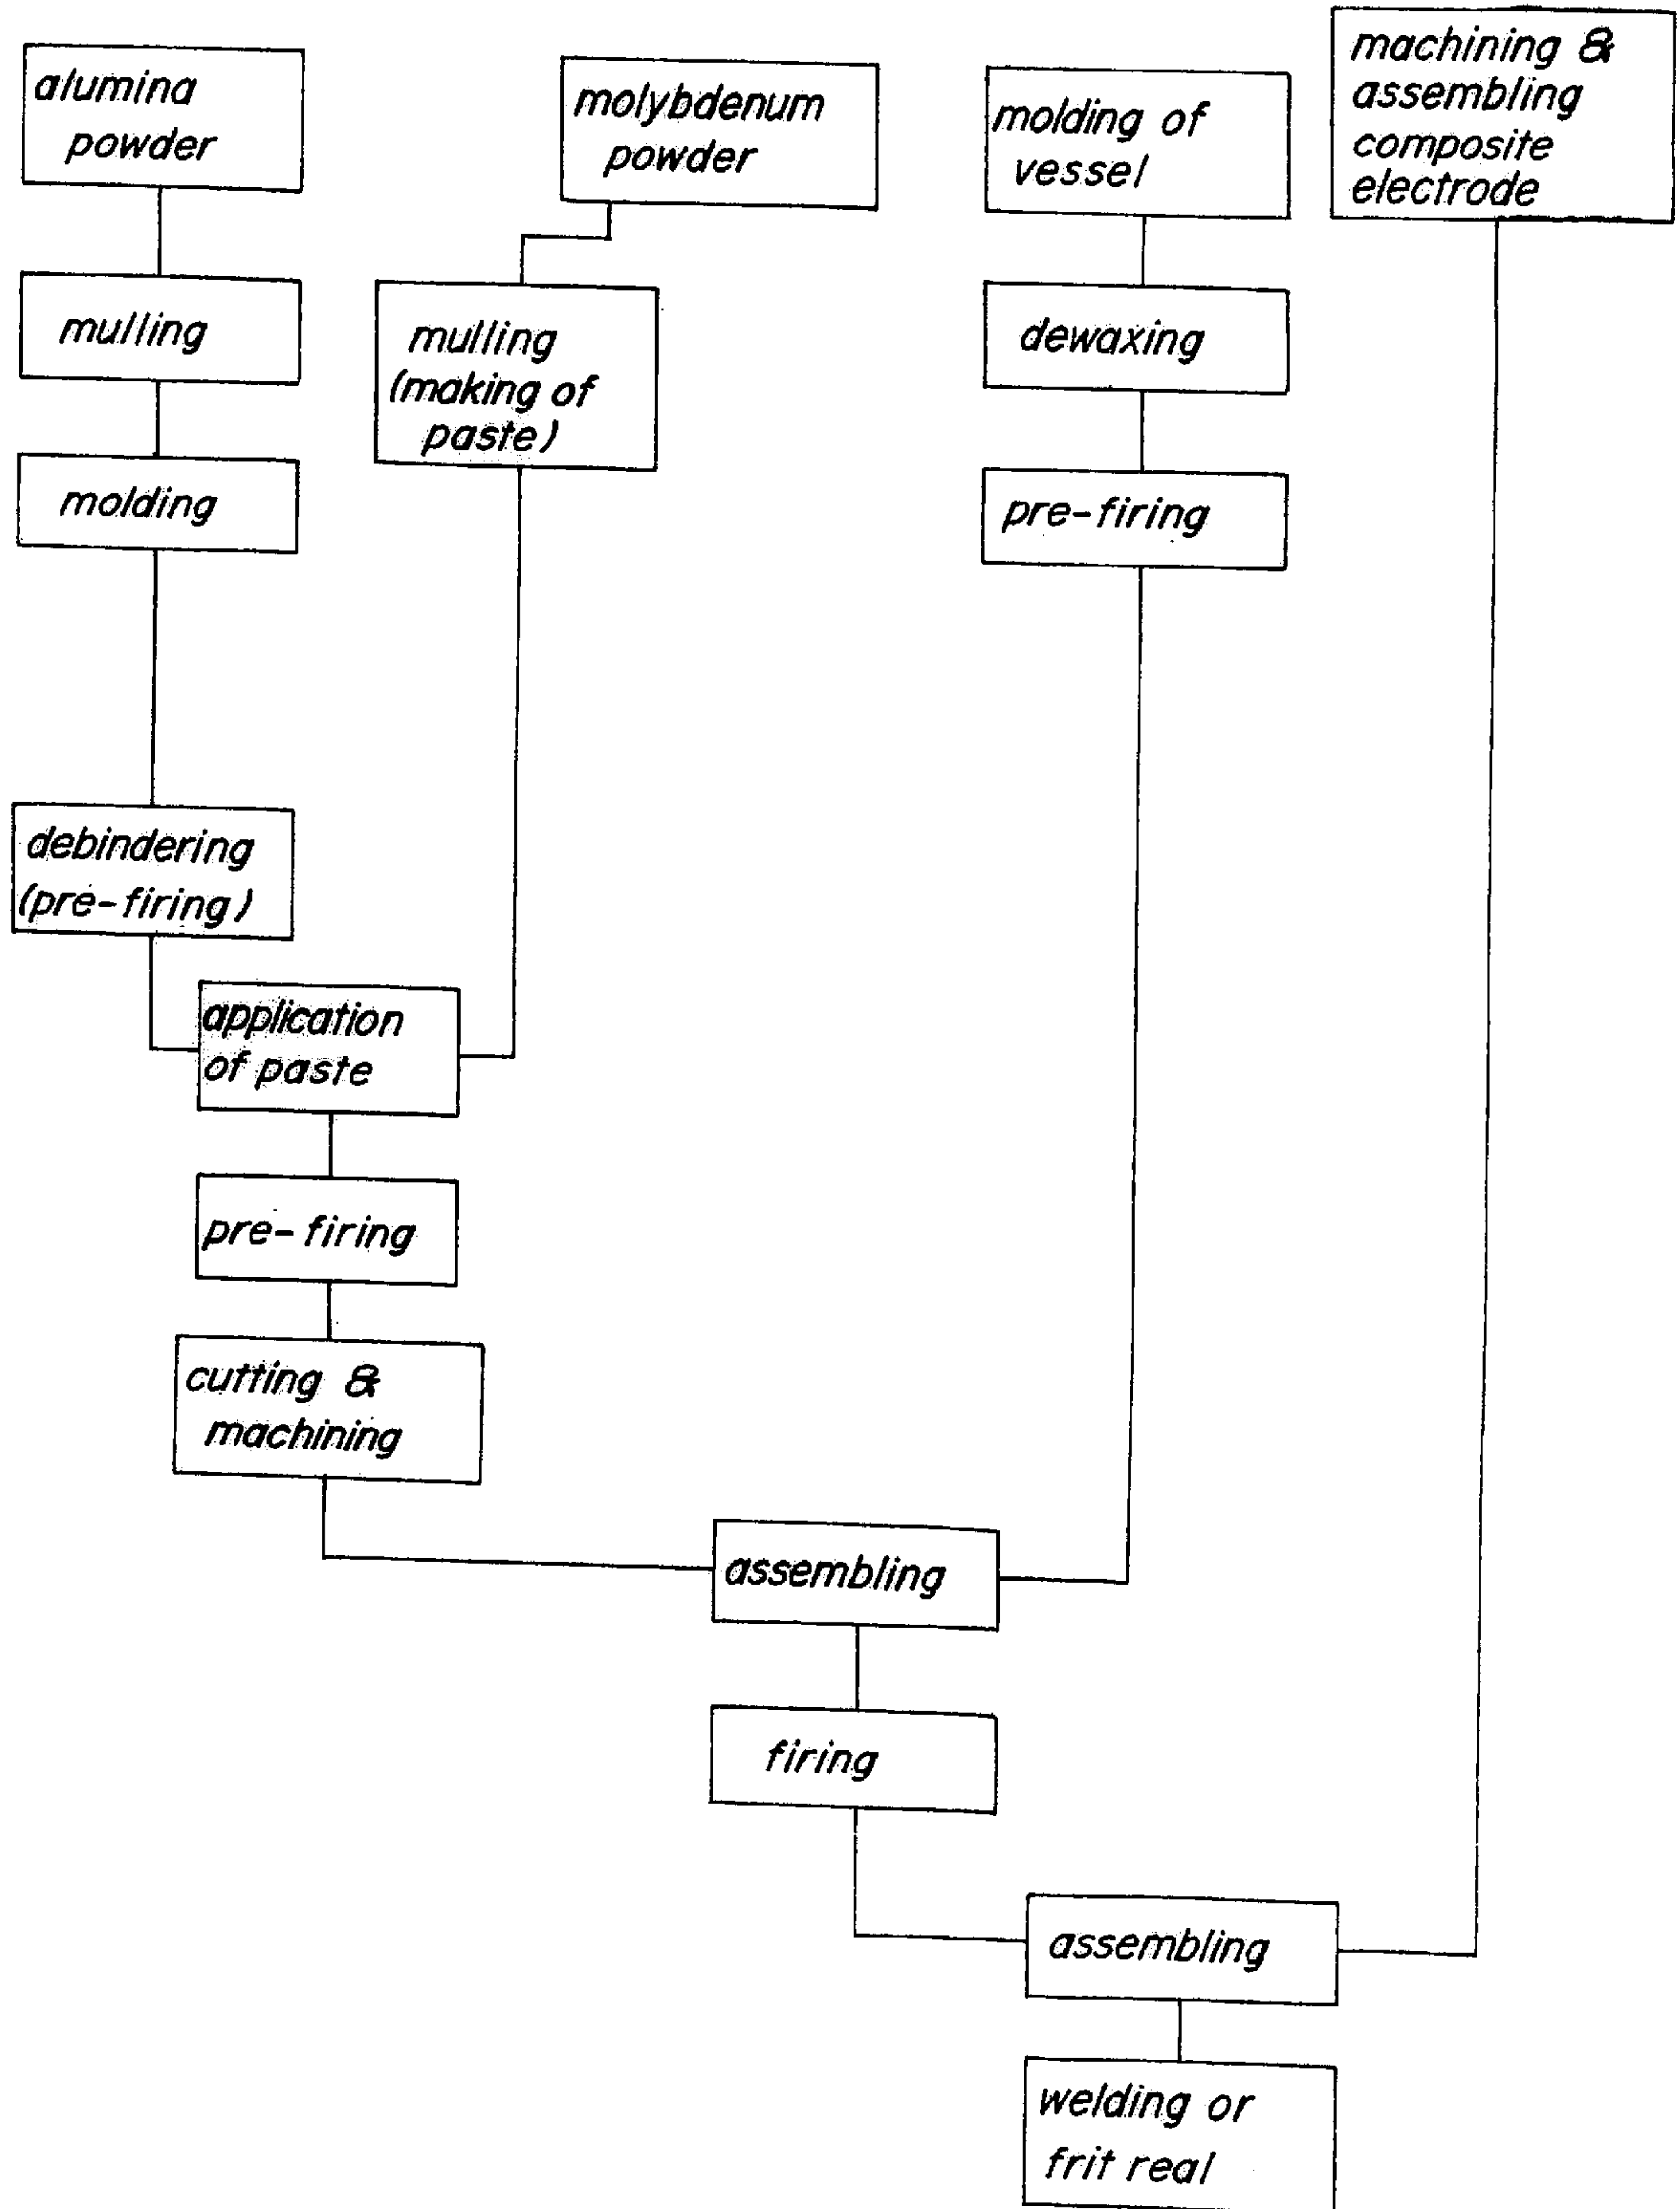 alumina
powder
molybdenum
powder
molding of
vessel
machining &
assembling
composite
electrode
mulling
mulling
(making of
paste)
dewaxing
molding
pre-firing
debindering
(pre-firing)
application
of paste
pre-firing
cutting &
machining
assembling
firing
assembling
welding or
frit real